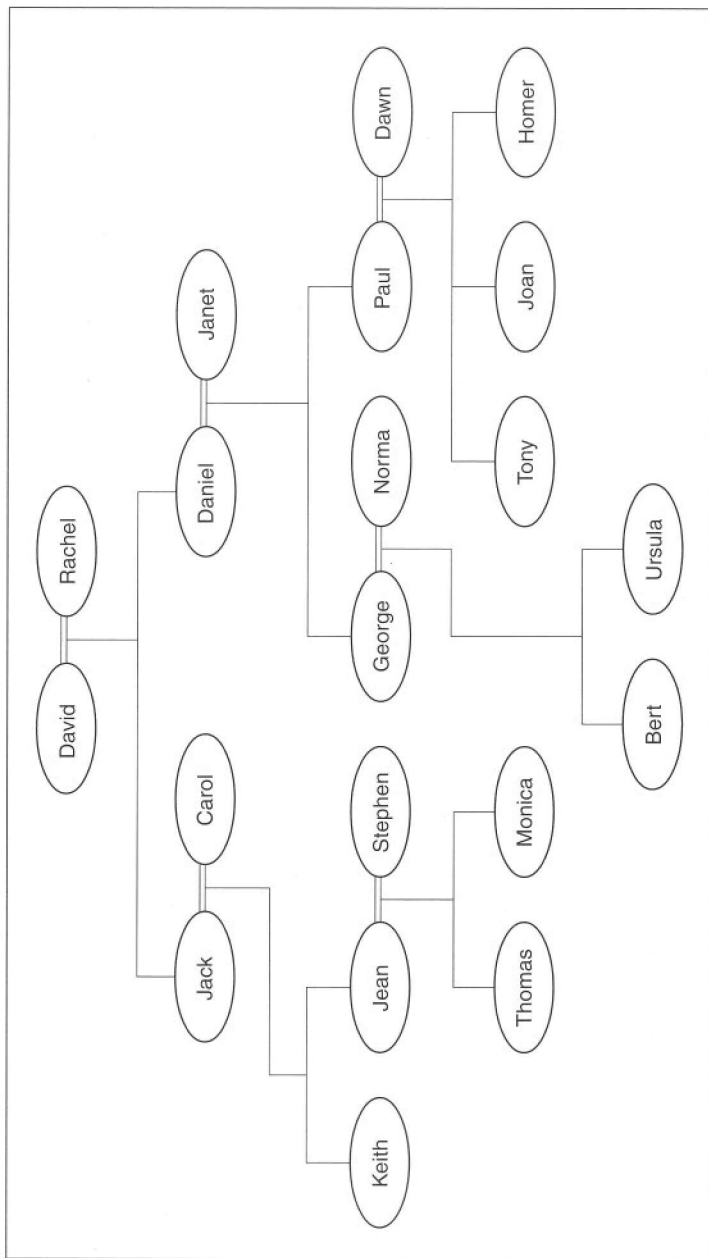 David Rachel
Jack Carol Daniel Janet
Keith Jean Stephen George Norma Paul Dawn
Thomas Monica Tony Joan Homer
Bert Ursula